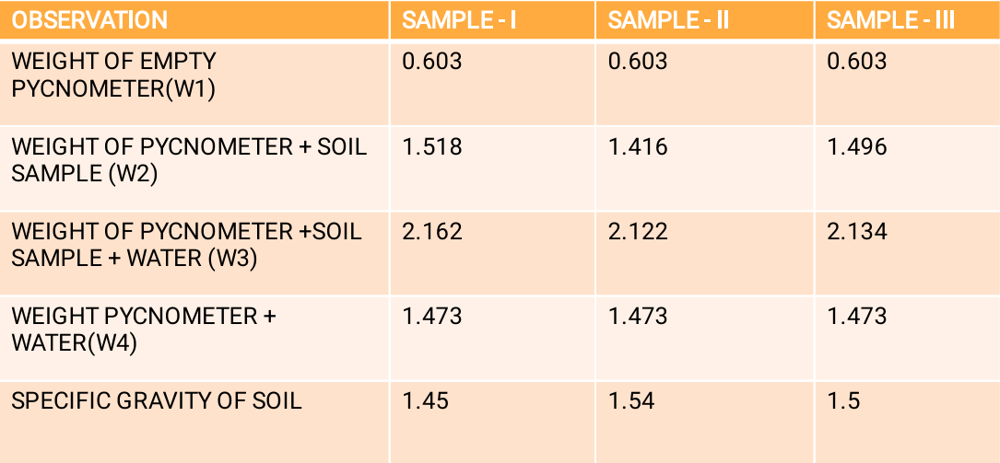 OBSERVATION SAMPLE - I SAMPLE - II SAMPLE - III
WEIGHT OF EMPTY 0.603 0.603 0.603
PYCNOMETER(W1)
WEIGHT OF PYCNOMETER + SOIL 1.518 1.416 1.496
SAMPLE (W2)
WEIGHT OF PYCNOMETER +SOIL 2.162 2.122 2.134
SAMPLE + WATER (W3)
WEIGHT PYCNOMETER + 1.473 1.473 1.473
WATER(W4)
SPECIFIC GRAVITY OF SOIL 1.45 1.54 1.5